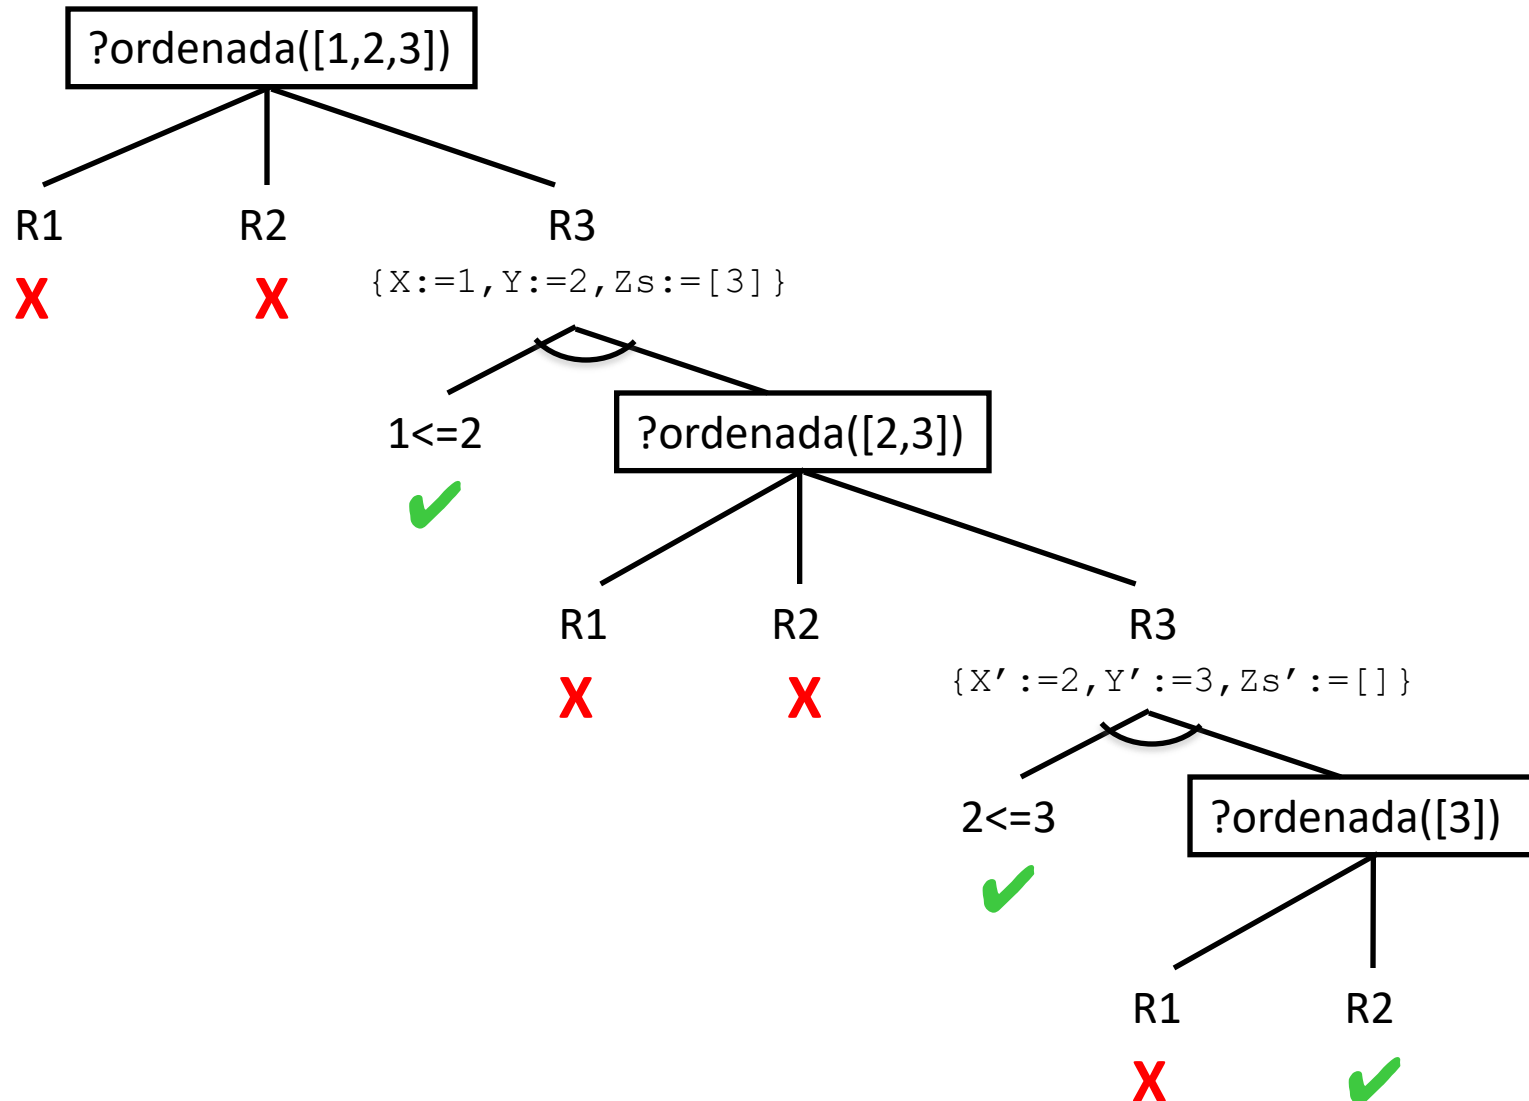 ?ordenada([1,2,3])
R1 R2 R3
X X {X:=1,Y:=2,Zs:=[3]}
1<=2 ?ordenada([2,3])
✔
R1 R2 R3
X X {X’:=2,Y’:=3,Zs’:=[]}
2<=3 ?ordenada([3])
✔
R1 R2
X ✔